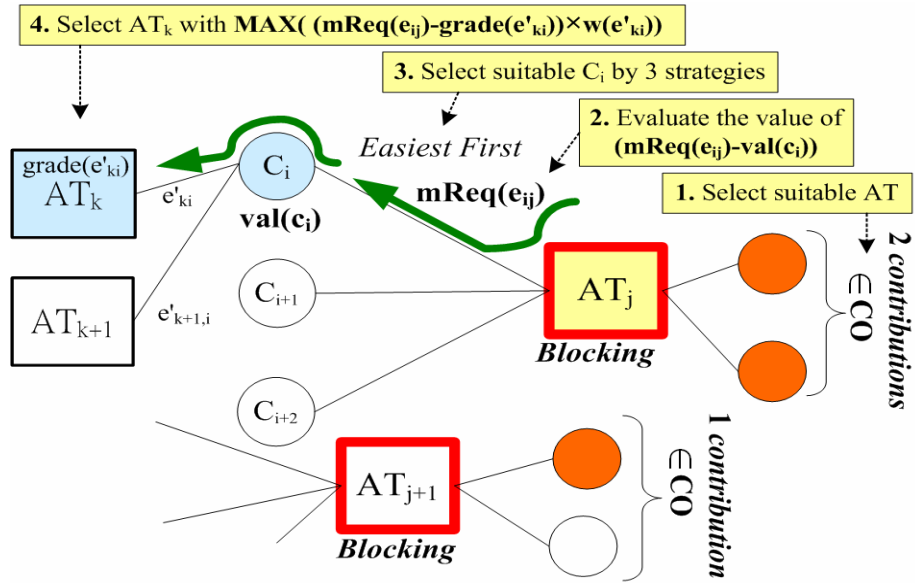 4. Select ATk with MAX( (mReq(eij)-grade(e'ki))×w(e'ki))
3. Select suitable Ci by 3 strategies
2. Evaluate the value of
(mReq(eij)-val(ci))
1. Select suitable AT
Easiest First
mReq(eij)
grade(e'ki)
ATk
e'ki
Ci
val(ci)
ATk+1
e'k+1,i
Ci+1
Ci+2
ATj
Blocking
2 contributions
∈CO
ATj+1
Blocking
1 contribution
∈CO